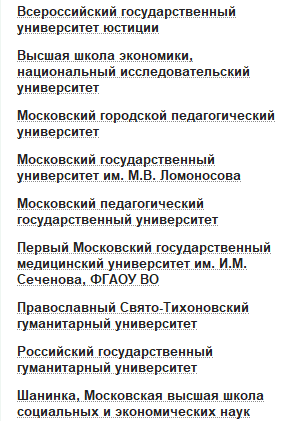 Всероссийский государственный
университет юстиции
Высшая школа экономики,
национальный исследовательский
университет
Московский городской педагогический
университет
Московский государственный
университет им. М.В. Ломоносова
Московский педагогический
государственный университет
Первый Московский государственный
медицинский университет им. И.М.
Сеченова, ФГАОУ ВО
Православный Свято-Тихоновский
гуманитарный университет
Российский государственный
гуманитарный университет
Шанинка, Московская высшая школа
социальных и экономических наук